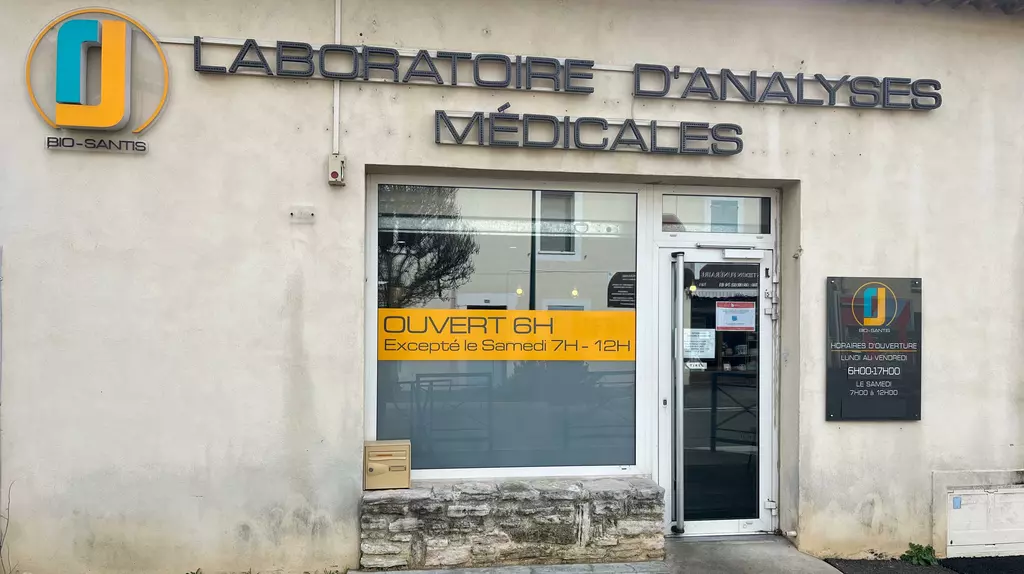 LABORATOIRE D'ANALYSES
MÉDICALES
BIO-SANTIS
OUVERT 6H
Excepté le Samedi 7H - 12H
BIO-SANTIS
HORAIRES D'OUVERTURE
LUNDI AU VENDREDI
6H00-17H00
LE SAMEDI
7H00 à 12H00